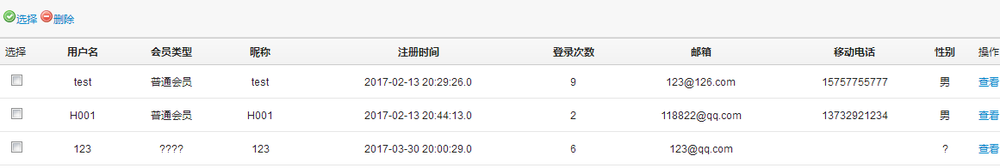 选择 删除
选择 用户名 会员类型 昵称 注册时间 登录次数 邮箱 移动电话 性别 操作
test 普通会员 test 2017-02-13 20:29:26.0 9 123@126.com 15757755777 男 查看
H001 普通会员 H001 2017-02-13 20:44:13.0 2 118822@qq.com 13732921234 男 查看
123 ???? 123 2017-03-30 20:00:29.0 6 123@qq.com ? 查看